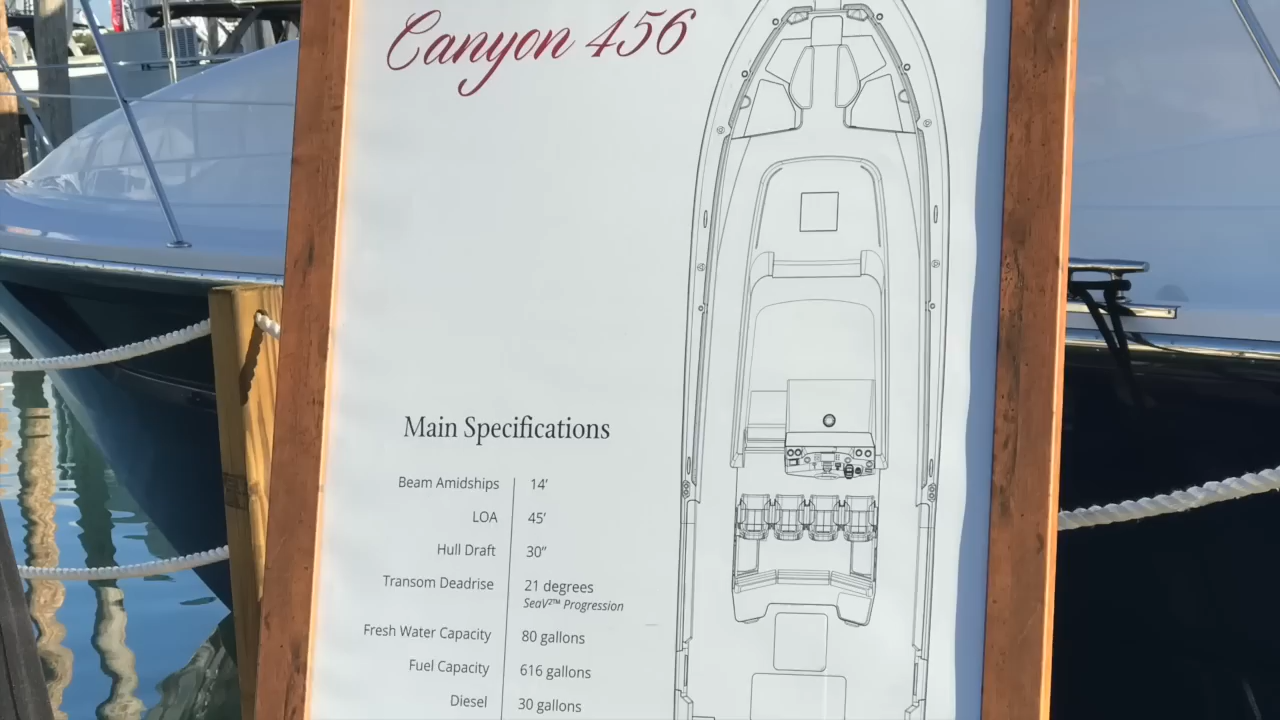 Canyon 456
Main Specifications
Beam Amidships 14'
LOA 45'
Hull Draft 30"
Transom Deadrise 21 degrees
SeaV²™ Progression
Fresh Water Capacity 80 gallons
Fuel Capacity 616 gallons
Diesel 30 gallons